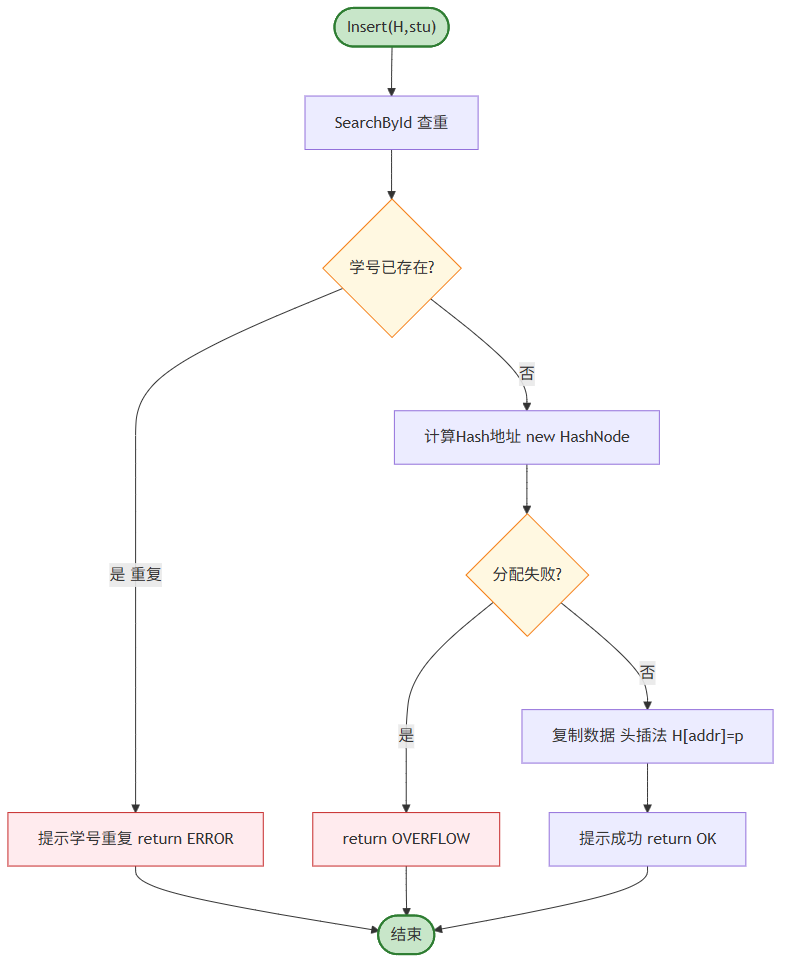 Insert(H,stu)
SearchById 查重
学号已存在?
否
计算Hash地址 new HashNode
是 重复
分配失败?
否
是
复制数据 头插法 H[addr]=p
提示学号重复 return ERROR
return OVERFLOW
提示成功 return OK
结束